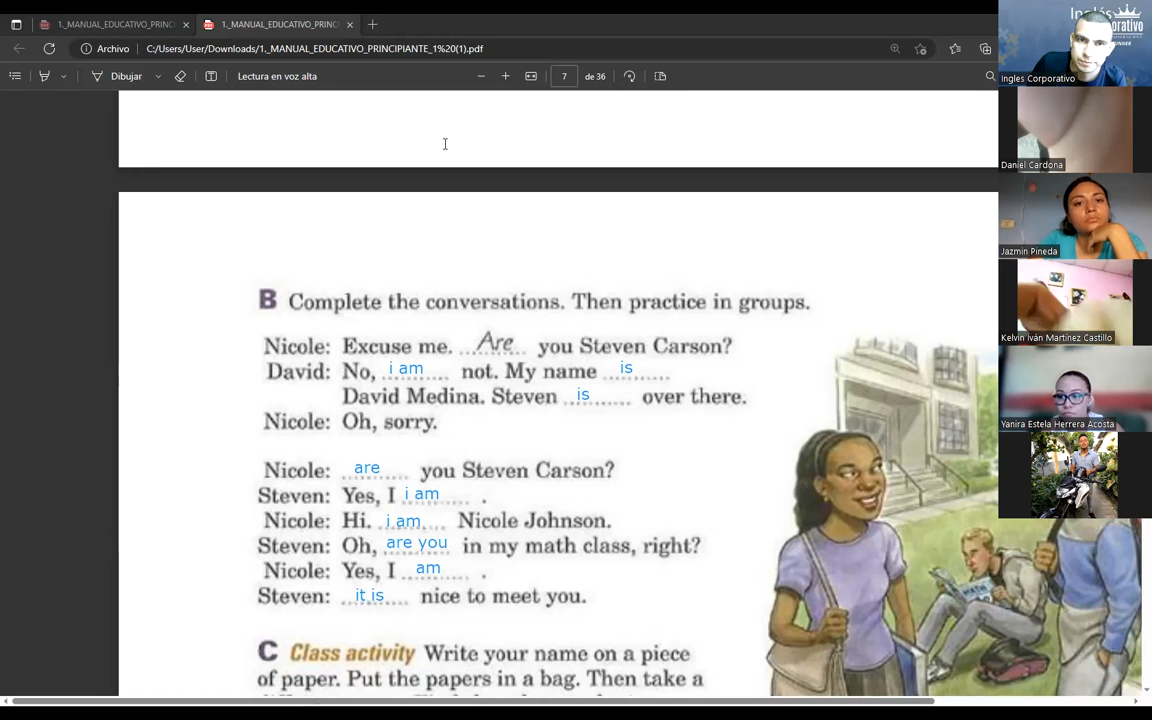 1._MANUAL_EDUCATIVO_PRINCI
1._MANUAL_EDUCATIVO_PRINCI
Archivo
C:/Users/User/Downloads/1._MANUAL_EDUCATIVO_PRINCIPIANTE_1%20(1).pdf
Dibujar
Lectura en voz alta
7
de 36
Ingles Corporativo
Daniel Cardona
Jazmin Pineda
Kelvin Iván Martínez Castillo
Yanira Estela Herrera Acosta
B Complete the conversations. Then practice in groups.
Nicole: Excuse me. Are you Steven Carson?
David: No, i am not. My name is
David Medina. Steven is over there.
Nicole: Oh, sorry.
Nicole: are you Steven Carson?
Steven: Yes, I i am .
Nicole: Hi. i am Nicole Johnson.
Steven: Oh, are you in my math class, right?
Nicole: Yes, I am .
Steven: it is nice to meet you.
C Class activity Write your name on a piece
of paper. Put the papers in a bag. Then take a